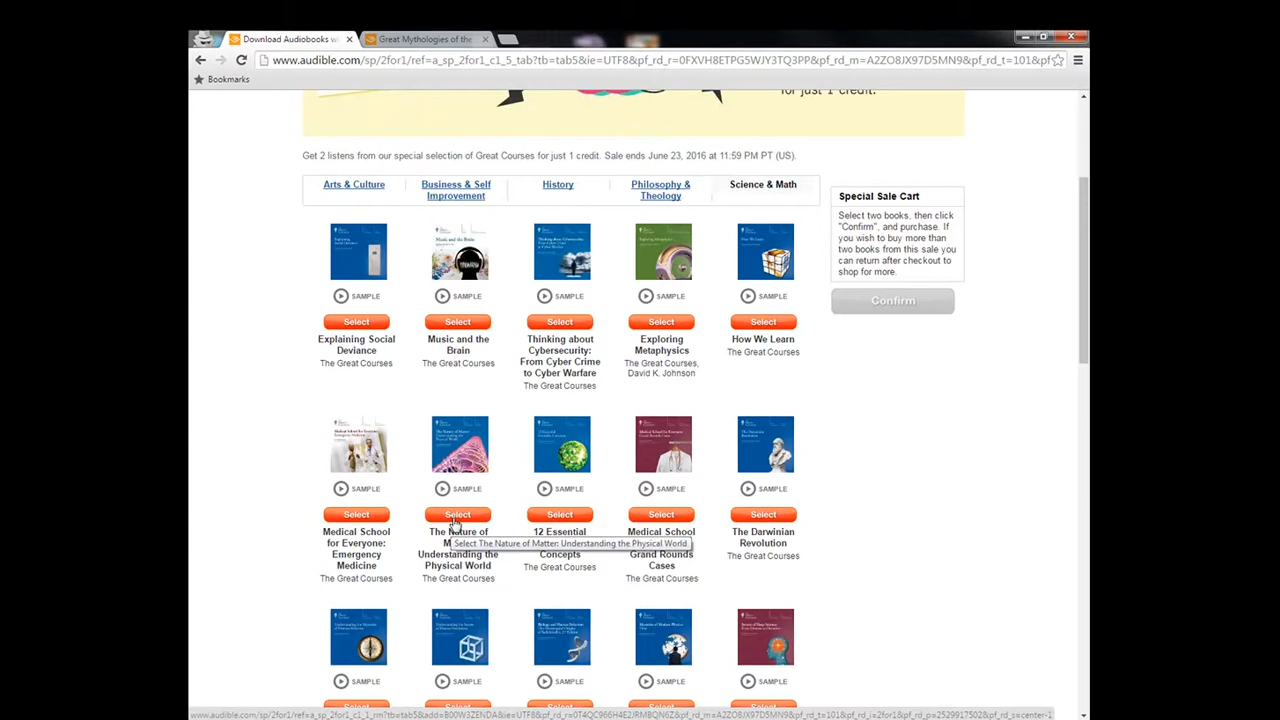 Download Audiobooks w
Great Mythologies of the
www.audible.com/sp/2for1/ref=a_sp_2for1_c1_5_tab?tb=tab5&ie=UTF8&pf_rd_r=0FXVH8ETPG5WJY3TQ3PP&pf_rd_m=A2ZO8JX97D5MN9&pf_rd_t=101&pf
Bookmarks
for just 1 credit.
Get 2 listens from our special selection of Great Courses for just 1 credit. Sale ends June 23, 2016 at 11:59 PM PT (US).
Arts & Culture
Business & Self
Improvement
History
Philosophy &
Theology
Science & Math
Special Sale Cart
Select two books, then click
"Confirm", and purchase. If
you wish to buy more than
two books from this sale you
can return after checkout to
shop for more.
Confirm
Music and the Brain
How We Learn
SAMPLE SAMPLE SAMPLE SAMPLE SAMPLE
Select Select Select Select Select
Explaining Social
Deviance
The Great Courses
Music and the
Brain
The Great Courses
Thinking about
Cybersecurity:
From Cyber Crime
to Cyber Warfare
The Great Courses
Exploring
Metaphysics
The Great Courses,
David K. Johnson
How We Learn
The Great Courses
SAMPLE SAMPLE SAMPLE SAMPLE SAMPLE
Select Select Select Select Select
Medical School
for Everyone:
Emergency
Medicine
The Great Courses
The Nature of
M
Understanding the
Physical World
The Great Courses
Select The Nature of Matter: Understanding the Physical World
12 Essential
Concepts
The Great Courses
Medical School
Grand Rounds
Cases
The Great Courses
The Darwinian
Revolution
The Great Courses
SAMPLE SAMPLE SAMPLE SAMPLE SAMPLE